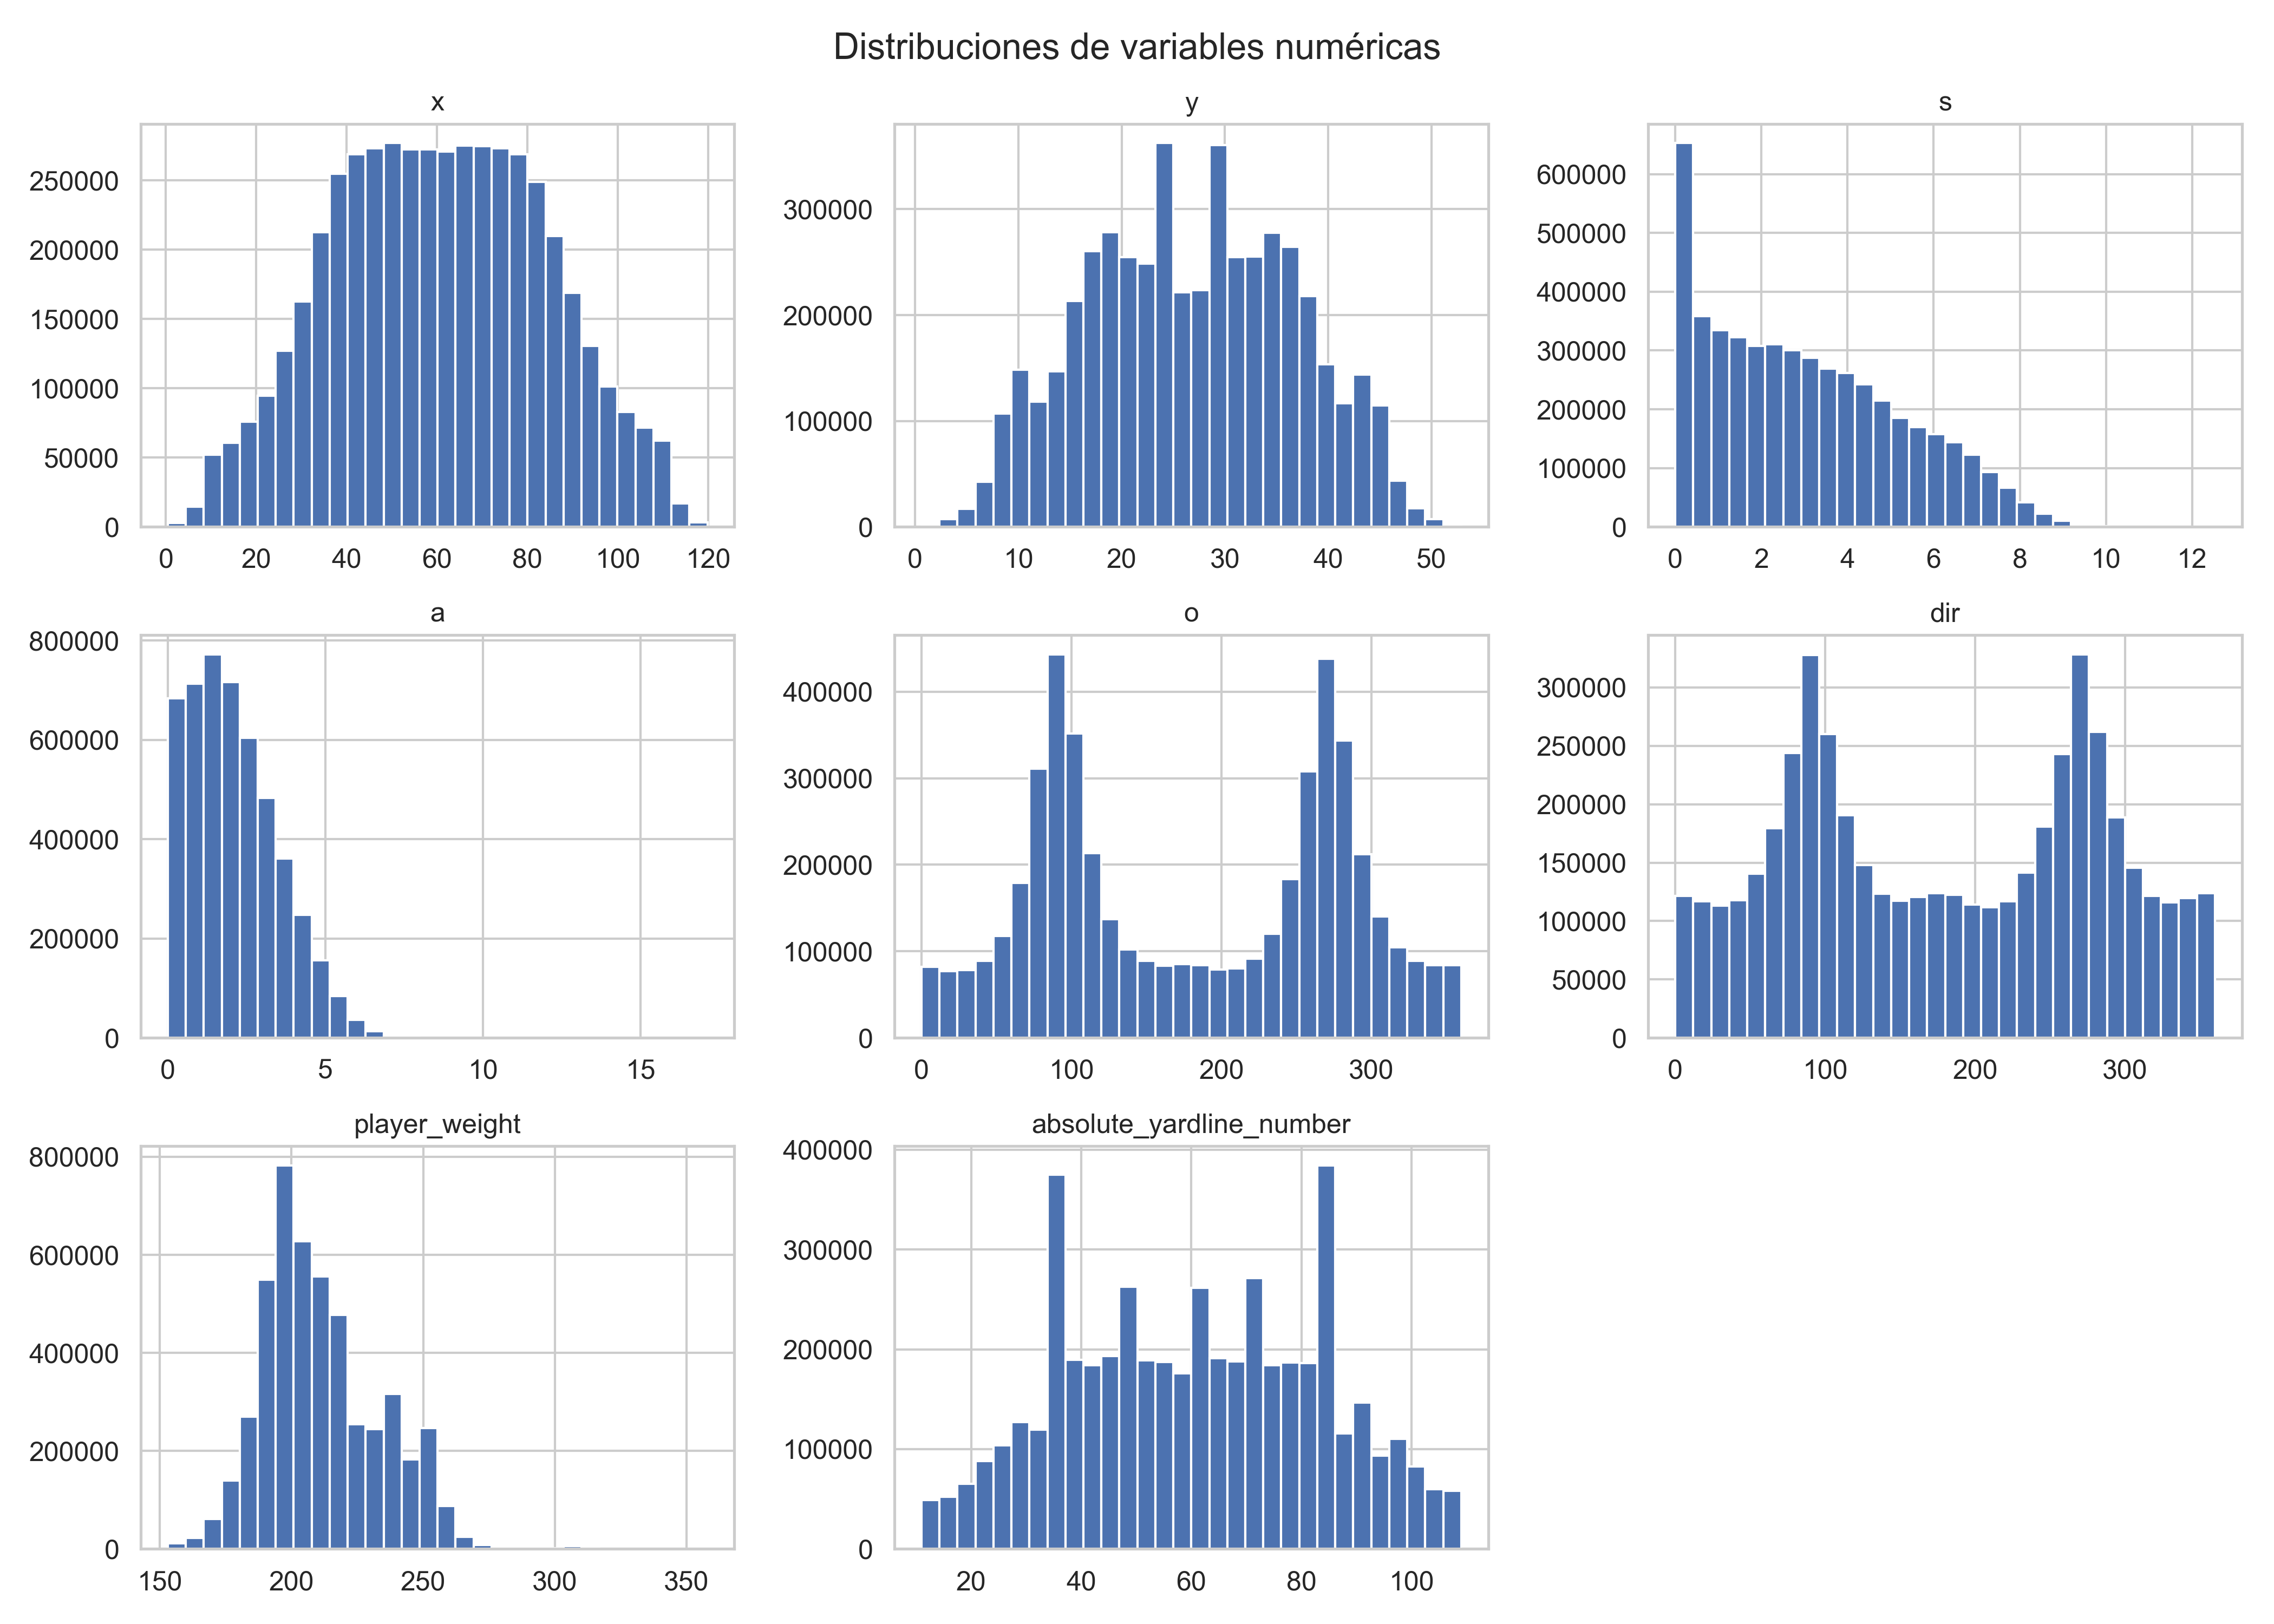 Distribuciones de variables numéricas
x
y
s
250000
200000
150000
100000
50000
0
0 20 40 60 80 100 120
300000
200000
100000
0
0 10 20 30 40 50
600000
500000
400000
300000
200000
100000
0
0 2 4 6 8 10 12
a
o
dir
800000
600000
400000
200000
0
0 5 10 15
400000
300000
200000
100000
0
0 100 200 300
300000
250000
200000
150000
100000
50000
0
0 100 200 300
player_weight
absolute_yardline_number
800000
600000
400000
200000
0
150 200 250 300 350
400000
300000
200000
100000
0
20 40 60 80 100